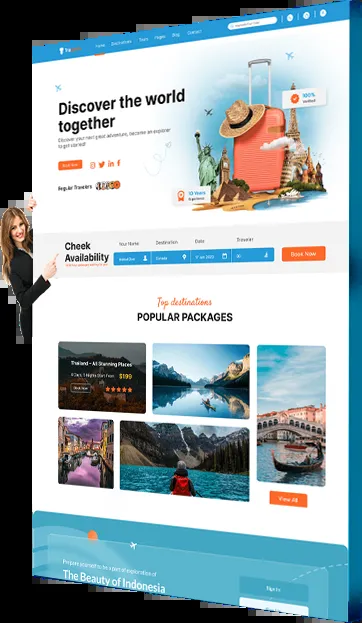 Home Destinations Tours Pages Blog Contact
Discover the world
together
Discover your next great adventure, become an explorer
to get started!
Book Now
Regular Travelers
100%
10 Years
Experience
Cheek
Availability
Your Name Destination Date Traveler
Canada
Book Now
Top destinations
POPULAR PACKAGES
Thailand - All Stunning Places
$199
Book Now
View All
Prepare yourself to be a part of exploration of
The Beauty of Indonesia
Sign In